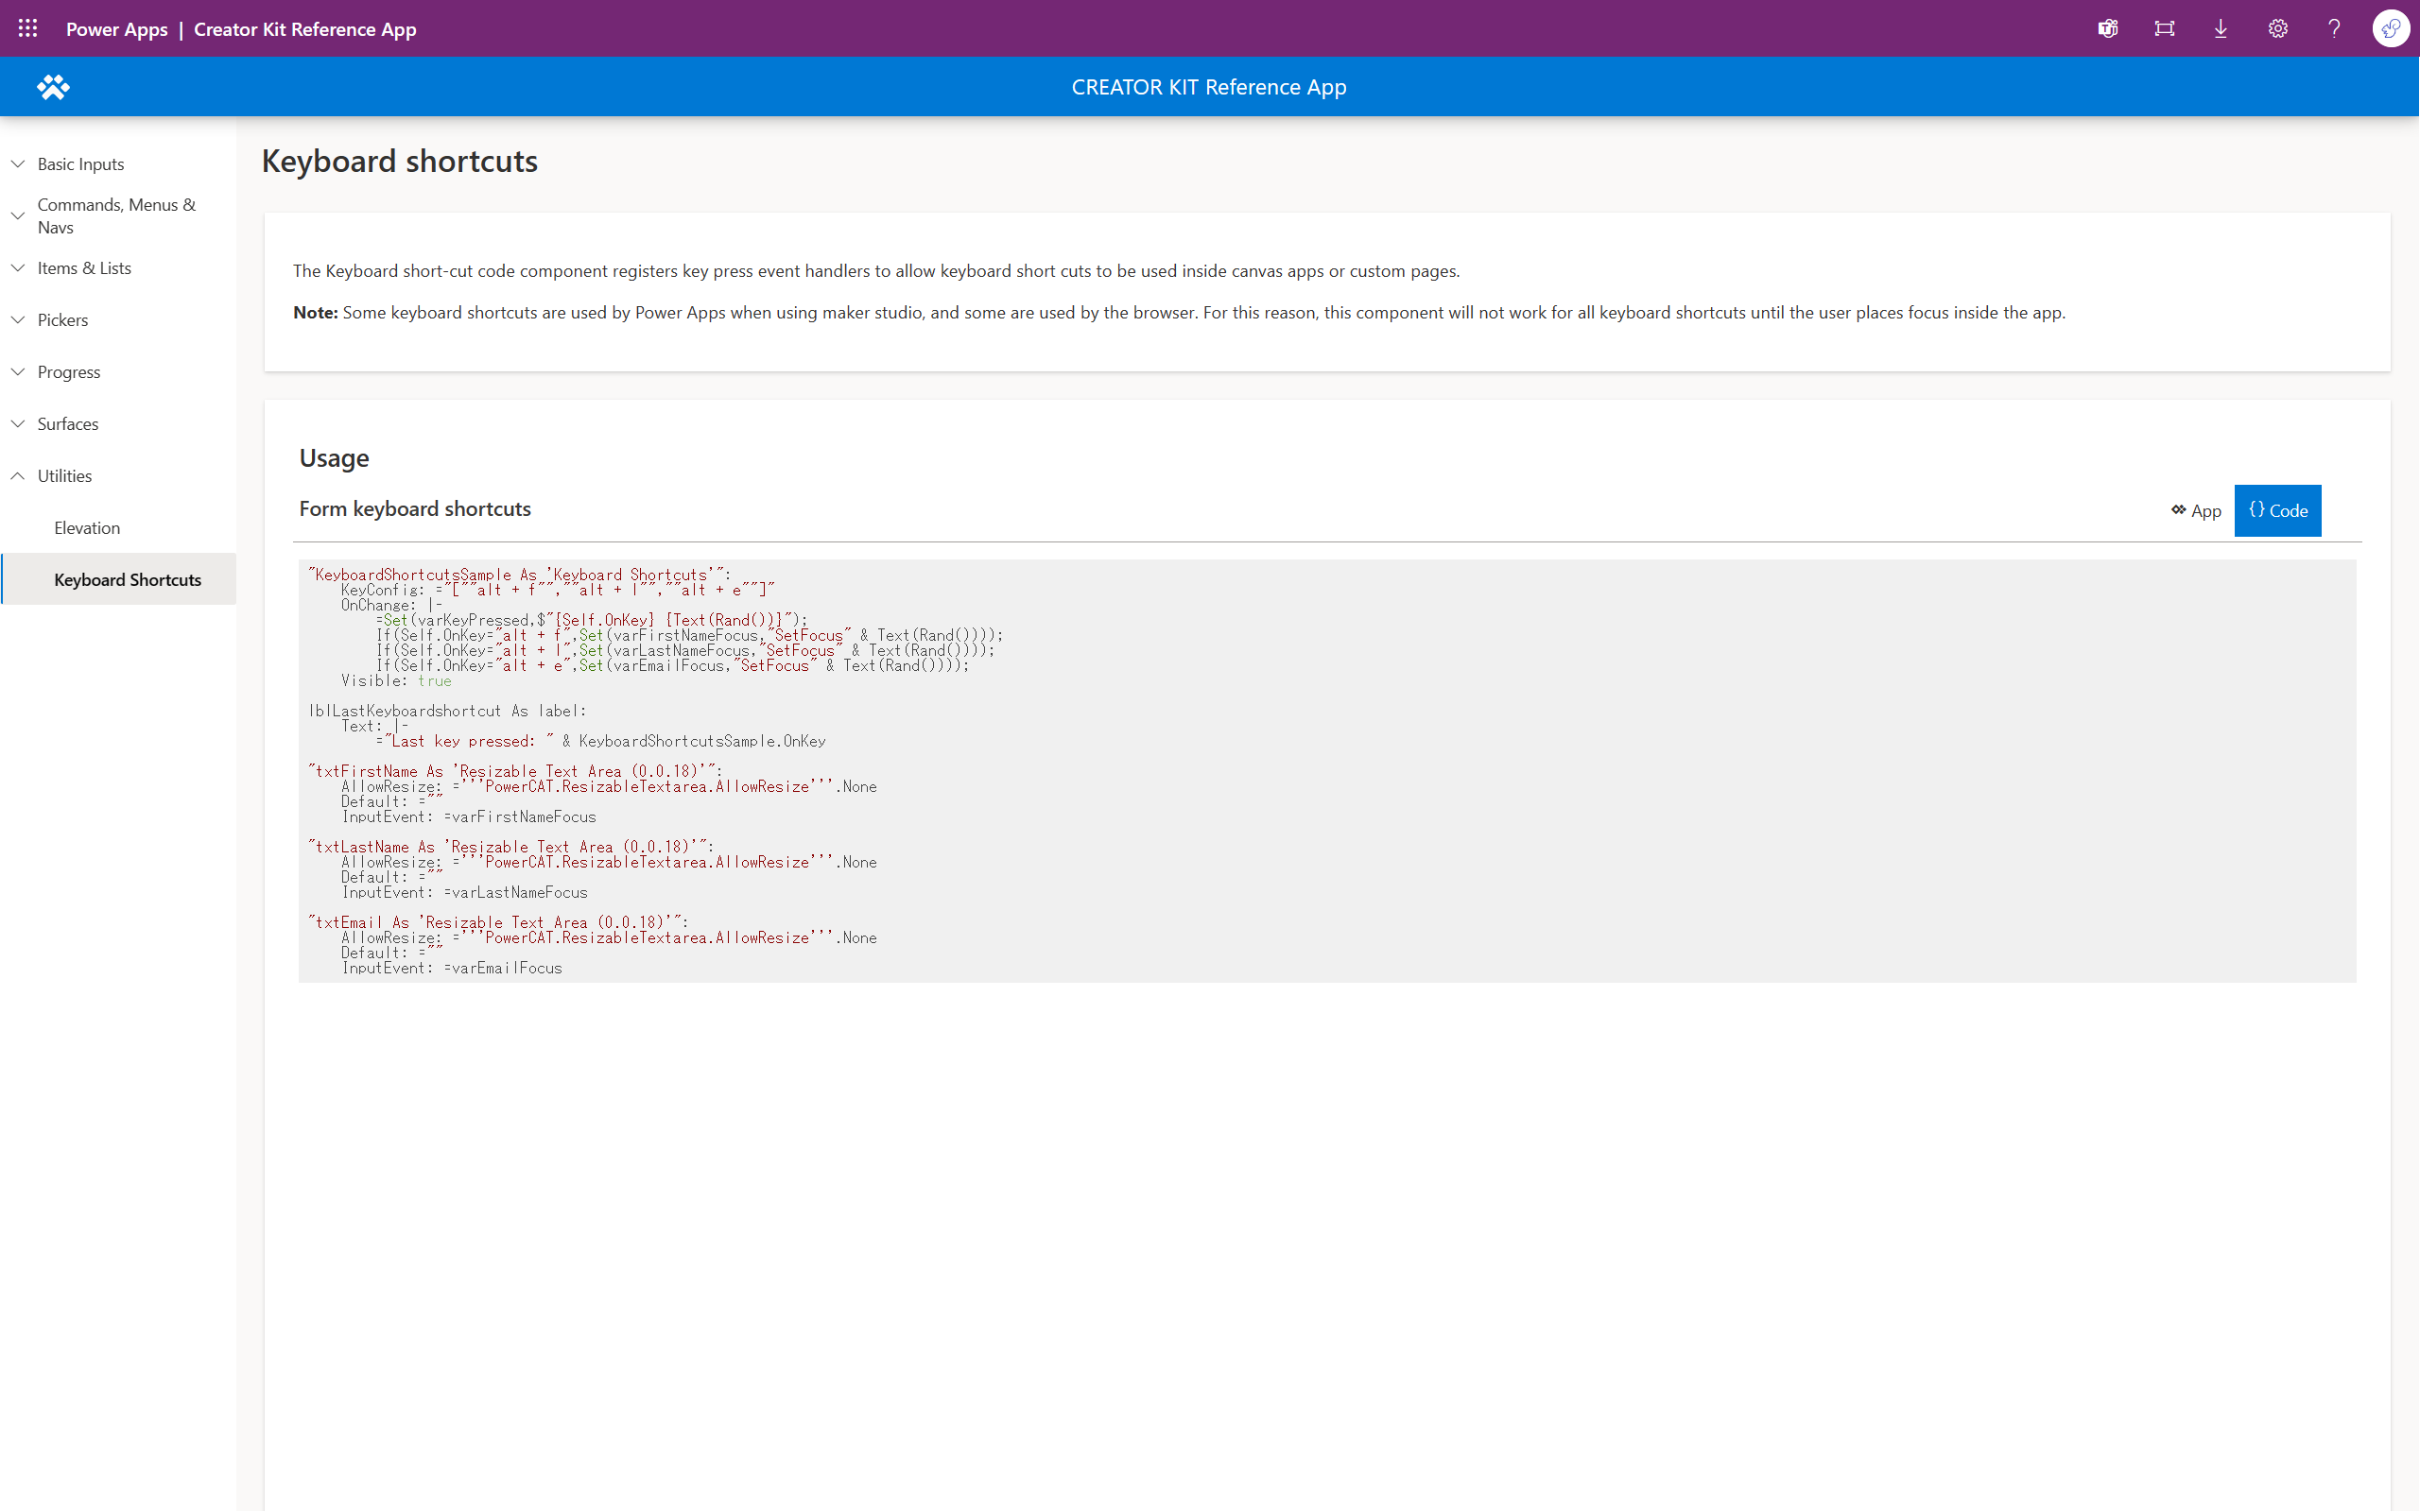 Power Apps | Creator Kit Reference App
CREATOR KIT Reference App
Basic Inputs
Commands, Menus &
Navs
Items & Lists
Pickers
Progress
Surfaces
Utilities
Elevation
Keyboard Shortcuts
Keyboard shortcuts
The Keyboard short-cut code component registers key press event handlers to allow keyboard short cuts to be used inside canvas apps or custom pages.
Note: Some keyboard shortcuts are used by Power Apps when using maker studio, and some are used by the browser. For this reason, this component will not work for all keyboard shortcuts until the user places focus inside the app.
Usage
Form keyboard shortcuts
App
{} Code
"KeyboardShortcutsSample As 'Keyboard Shortcuts'":
    KeyConfig: ="[""alt + f"",""alt + l"",""alt + e""]"
    OnChange: |-
        =Set(varKeyPressed,$"{Self.OnKey} {Text(Rand())}");
        If(Self.OnKey="alt + f",Set(varFirstNameFocus,"SetFocus" & Text(Rand())));
        If(Self.OnKey="alt + l",Set(varLastNameFocus,"SetFocus" & Text(Rand())));
        If(Self.OnKey="alt + e",Set(varEmailFocus,"SetFocus" & Text(Rand())));
    Visible: true
lblLastKeyboardshortcut As label:
    Text: |-
        ="Last key pressed: " & KeyboardShortcutsSample.OnKey
"txtFirstName As 'Resizable Text Area (0.0.18)'":
    AllowResize: ='''PowerCAT.ResizableTextarea.AllowResize'''.None
    Default: =""
    InputEvent: =varFirstNameFocus
"txtLastName As 'Resizable Text Area (0.0.18)'":
    AllowResize: ='''PowerCAT.ResizableTextarea.AllowResize'''.None
    Default: =""
    InputEvent: =varLastNameFocus
"txtEmail As 'Resizable Text Area (0.0.18)'":
    AllowResize: ='''PowerCAT.ResizableTextarea.AllowResize'''.None
    Default: =""
    InputEvent: =varEmailFocus